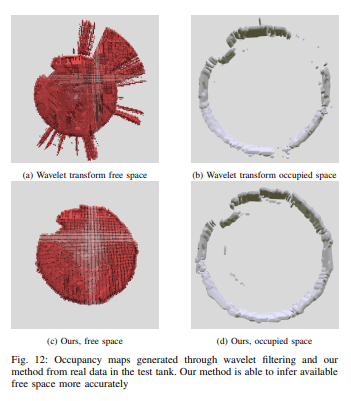 (a) Wavelet transform free space
(b) Wavelet transform occupied space
(c) Ours, free space
(d) Ours, occupied space
Fig. 12: Occupancy maps generated through wavelet filtering and our
method from real data in the test tank. Our method is able to infer available
free space more accurately